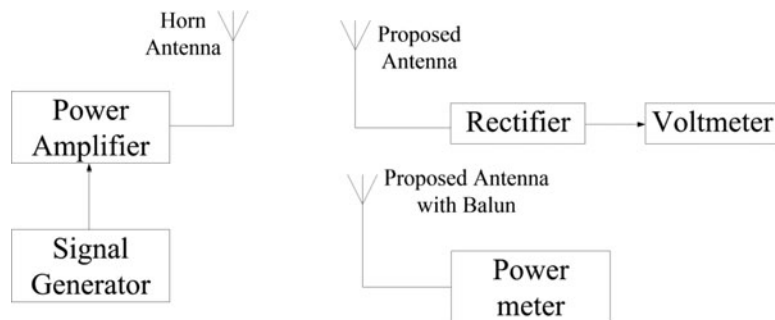 Horn
Antenna
Power
Amplifier
Signal
Generator
Proposed
Antenna
Rectifier
Voltmeter
Proposed Antenna
with Balun
Power
meter